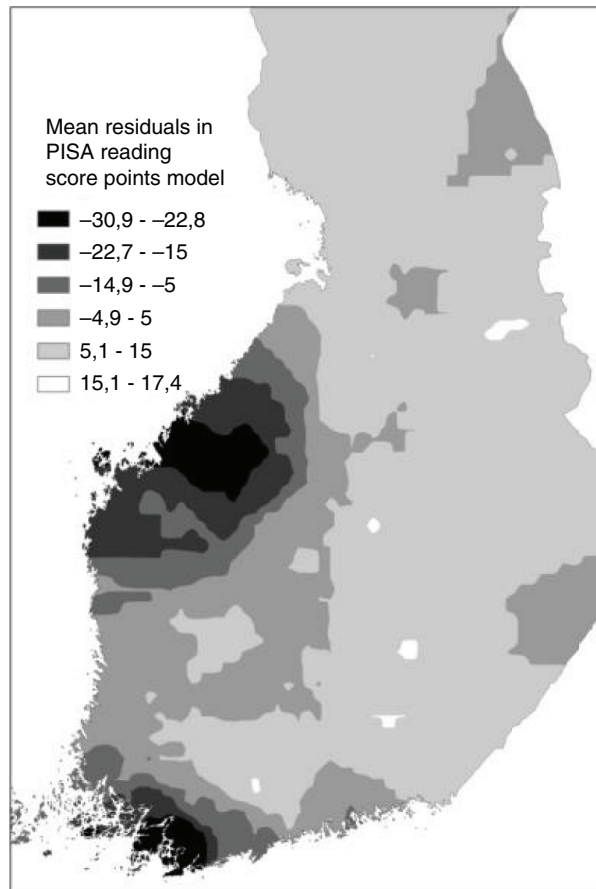 Mean residuals in
PISA reading
score points model
–30,9 - –22,8
–22,7 - –15
–14,9 - –5
–4,9 - 5
5,1 - 15
15,1 - 17,4